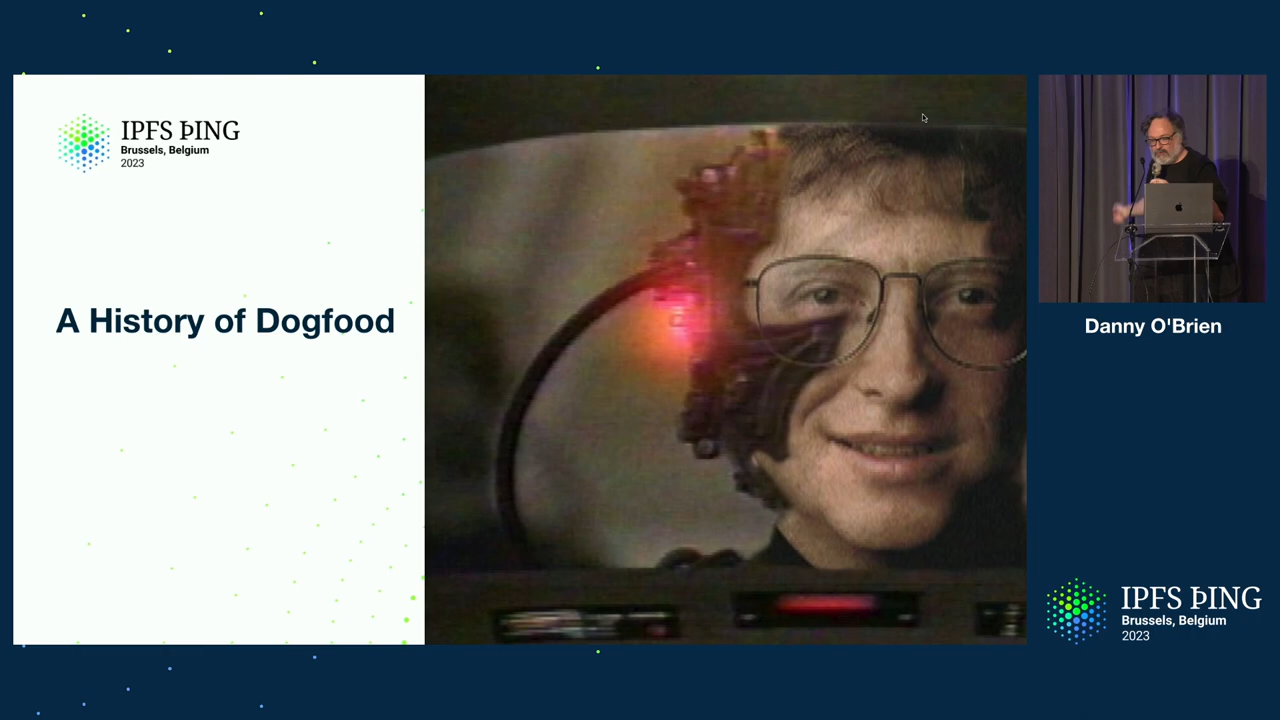 IPFS ÞING
Brussels, Belgium
2023
A History of Dogfood
Danny O'Brien
IPFS ÞING
Brussels, Belgium
2023